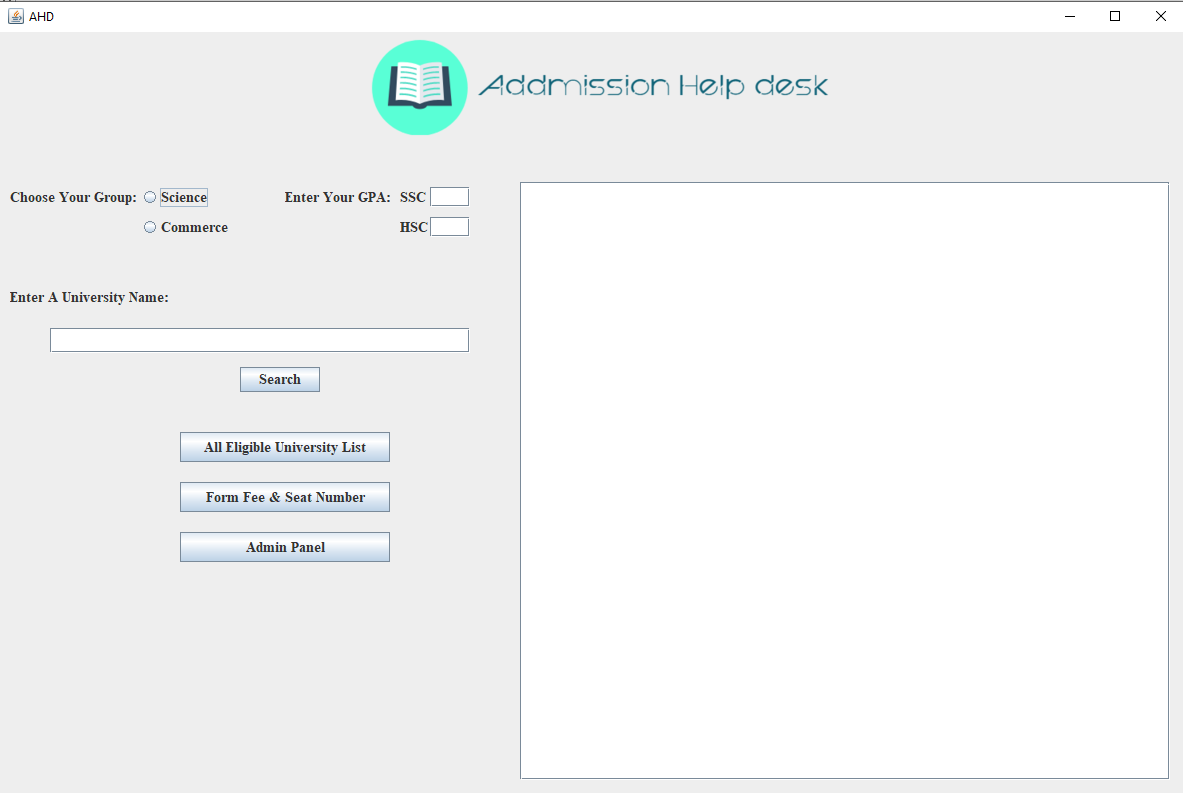 AHD
Addmission Help desk
Choose Your Group: Science Enter Your GPA: SSC
Commerce HSC
Enter A University Name:
Search
All Eligible University List
Form Fee & Seat Number
Admin Panel